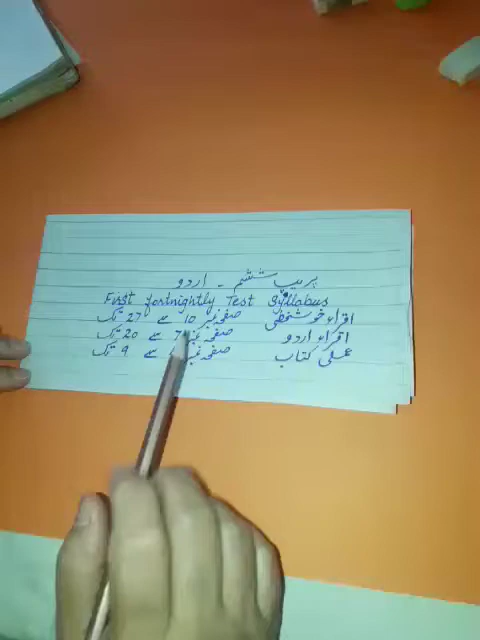 پریپ ششم - اردو
First fortnightly Test Syllabus
اقراء خوشخطی صفحہ نمبر 10 سے 27 تک
اقراء اردو صفحہ نمبر 7 سے 20 تک
عملی کتاب صفحہ نمبر سے 9 تک